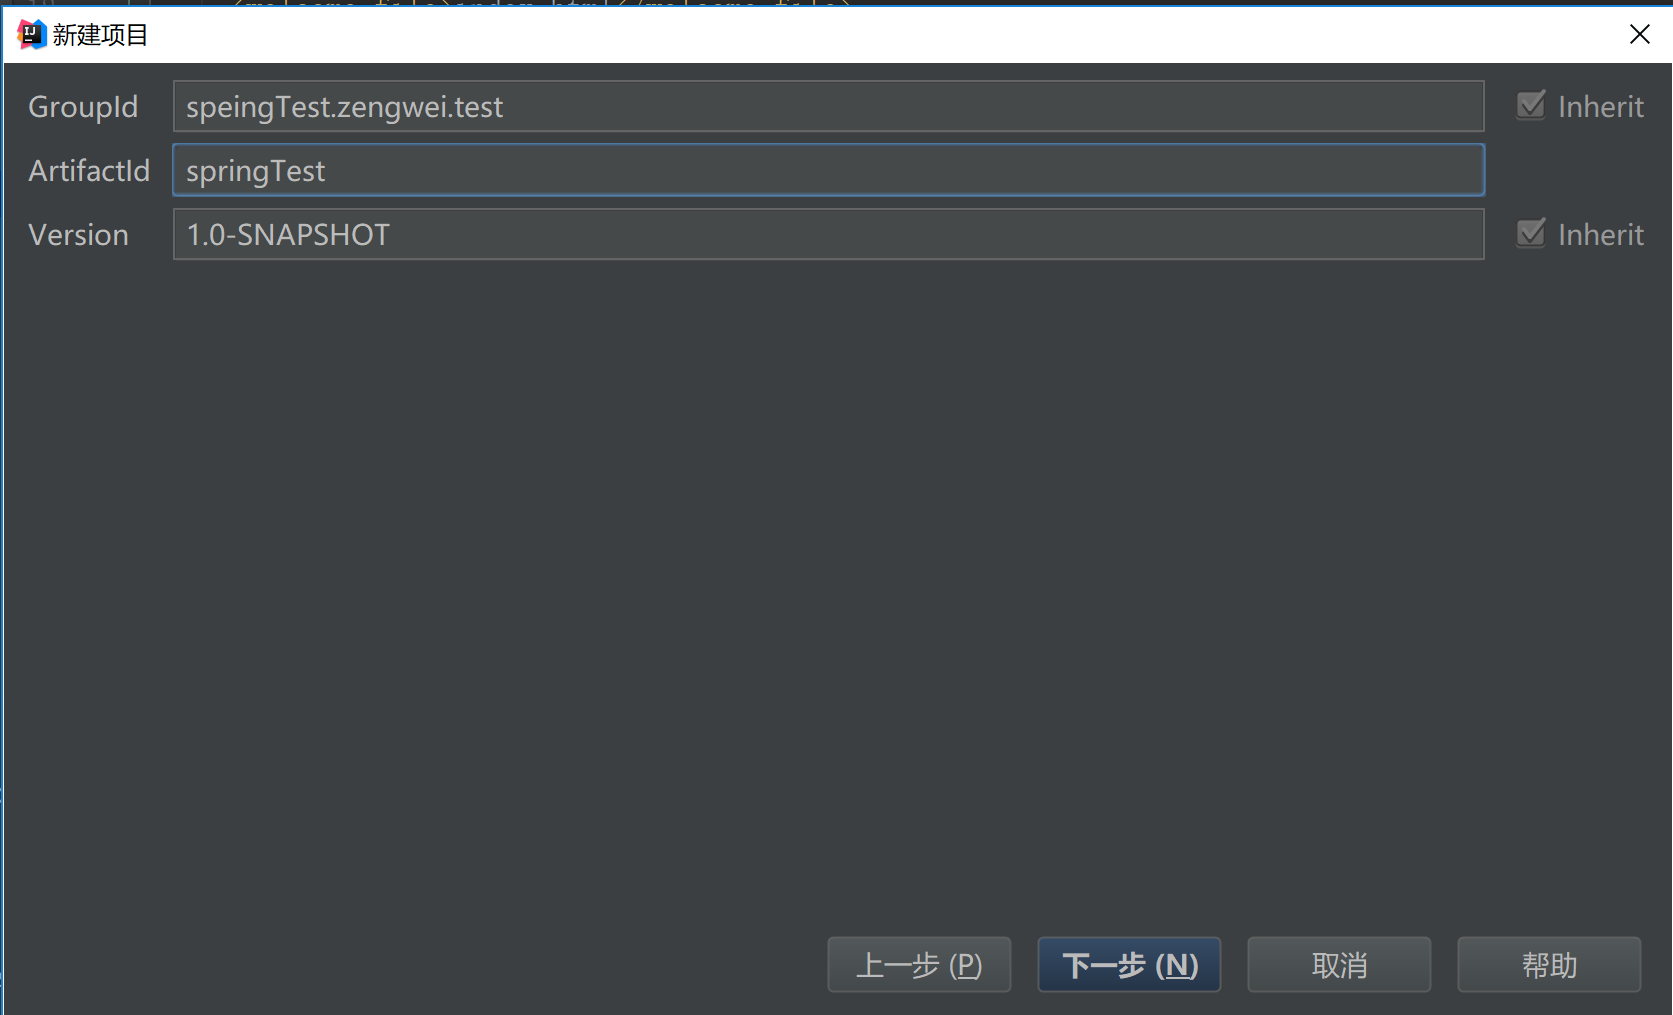 新建项目
GroupId speingTest.zengwei.test Inherit
ArtifactId springTest
Version 1.0-SNAPSHOT Inherit
上一步 (P) 下一步 (N) 取消 帮助